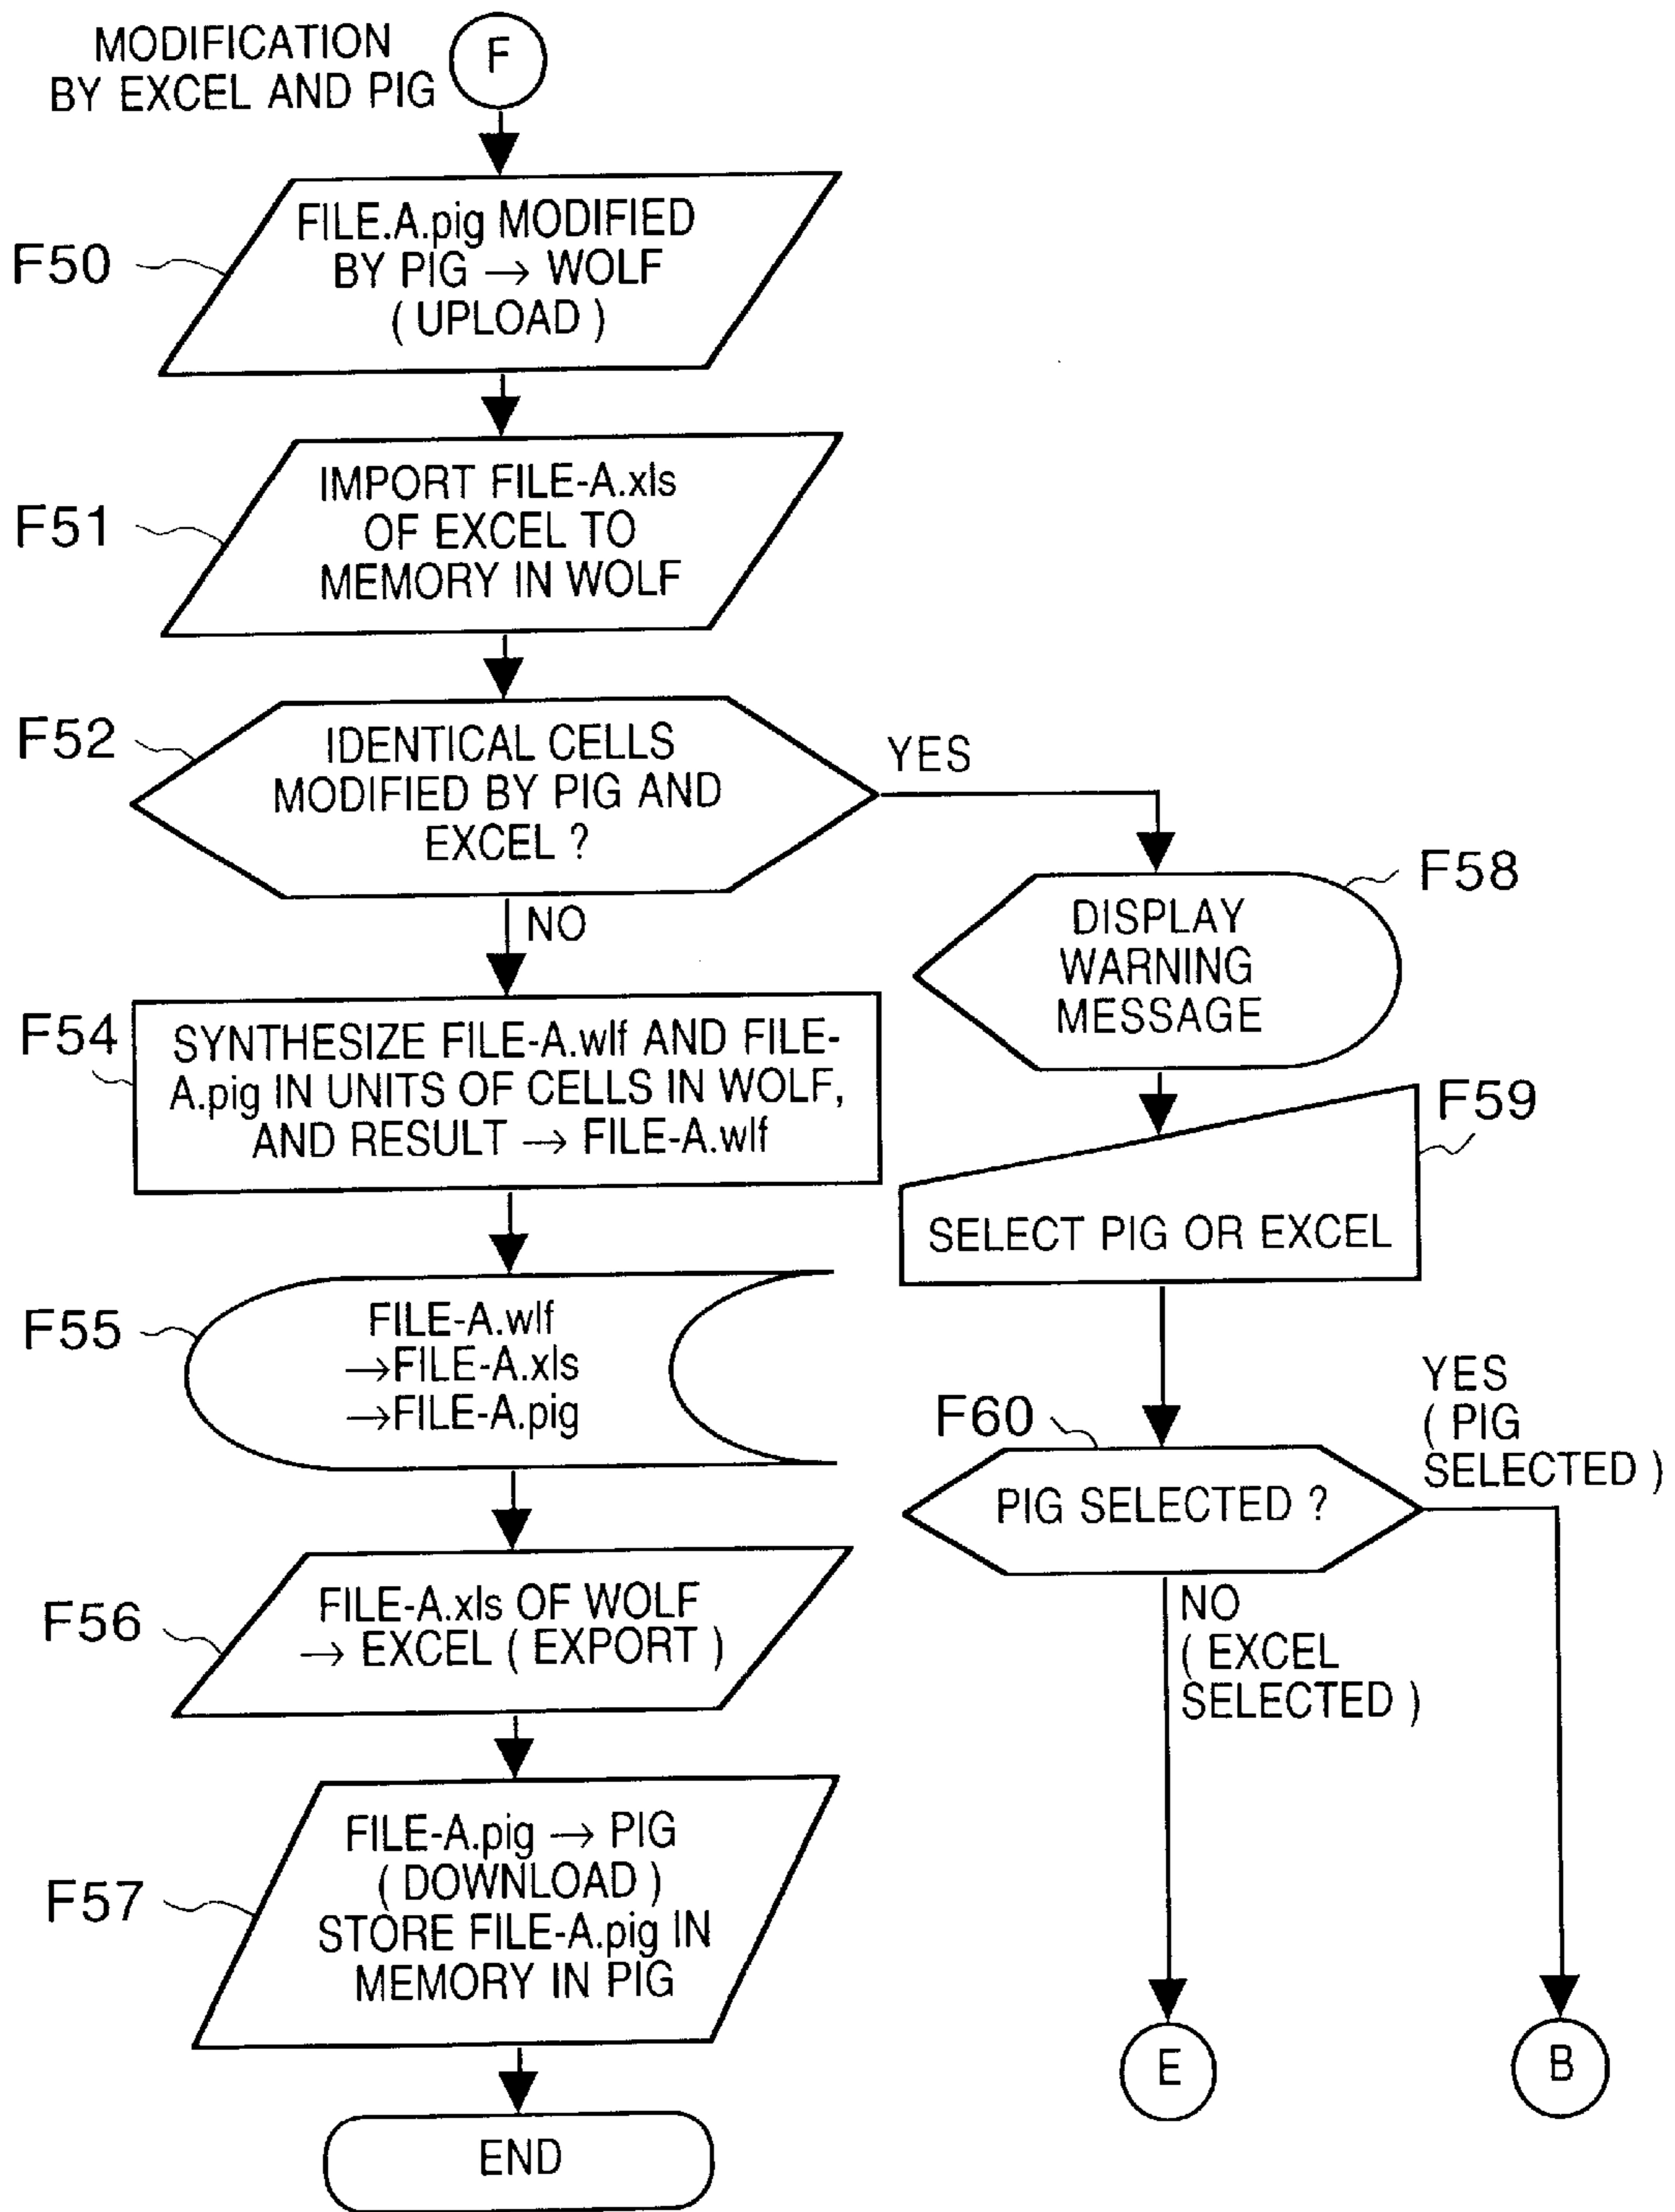 MODIFICATION
BY EXCEL AND PIG
F
F50
FILE.A.pig MODIFIED
BY PIG → WOLF
( UPLOAD )
F51
IMPORT FILE-A.xls
OF EXCEL TO
MEMORY IN WOLF
F52
IDENTICAL CELLS
MODIFIED BY PIG AND
EXCEL ?
YES
NO
F58
DISPLAY
WARNING
MESSAGE
F54
SYNTHESIZE FILE-A.wlf AND FILE-
A.pig IN UNITS OF CELLS IN WOLF,
AND RESULT → FILE-A.wlf
F59
SELECT PIG OR EXCEL
F55
FILE-A.wlf
→FILE-A.xls
→FILE-A.pig
F60
PIG SELECTED ?
YES
( PIG
SELECTED )
NO
( EXCEL
SELECTED )
F56
FILE-A.xls OF WOLF
→ EXCEL ( EXPORT )
F57
FILE-A.pig → PIG
( DOWNLOAD )
STORE FILE-A.pig IN
MEMORY IN PIG
E
B
END